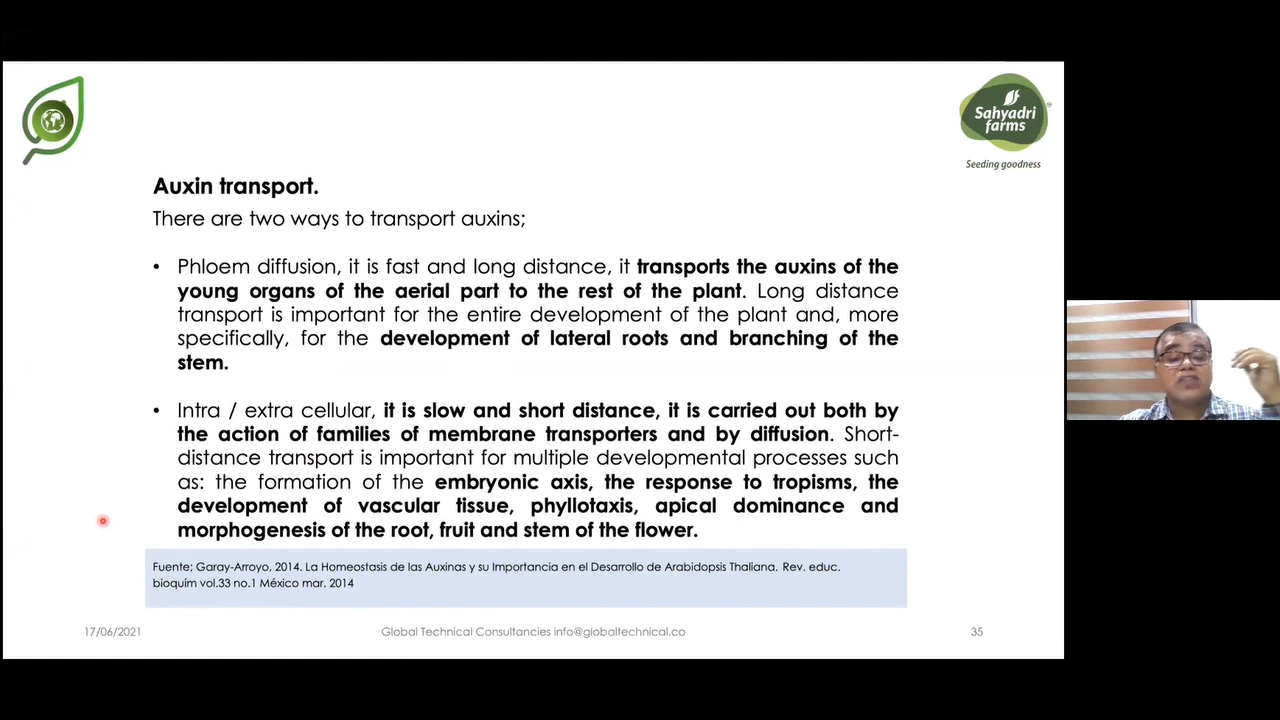 Sahyadri
farms
Seeding goodness
Auxin transport.
There are two ways to transport auxins;
• Phloem diffusion, it is fast and long distance, it transports the auxins of the
young organs of the aerial part to the rest of the plant. Long distance
transport is important for the entire development of the plant and, more
specifically, for the development of lateral roots and branching of the
stem.
• Intra / extra cellular, it is slow and short distance, it is carried out both by
the action of families of membrane transporters and by diffusion. Short-
distance transport is important for multiple developmental processes such
as: the formation of the embryonic axis, the response to tropisms, the
development of vascular tissue, phyllotaxis, apical dominance and
morphogenesis of the root, fruit and stem of the flower.
Fuente; Garay-Arroyo, 2014. La Homeostasis de las Auxinas y su Importancia en el Desarrollo de Arabidopsis Thaliana. Rev. educ.
bioquím vol.33 no.1 México mar. 2014
17/06/2021
Global Technical Consultancies info@globaltechnical.co
35